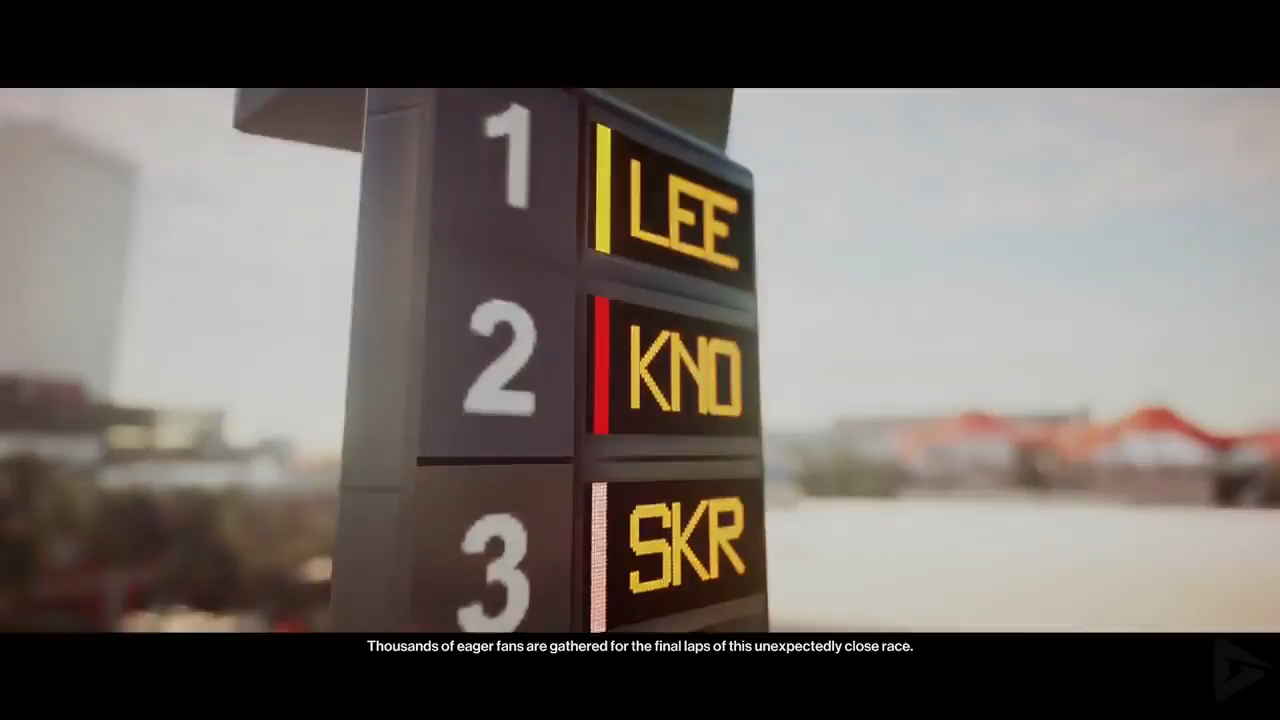 1 LEE
2 KNO
3 SKR
Thousands of eager fans are gathered for the final laps of this unexpectedly close race.